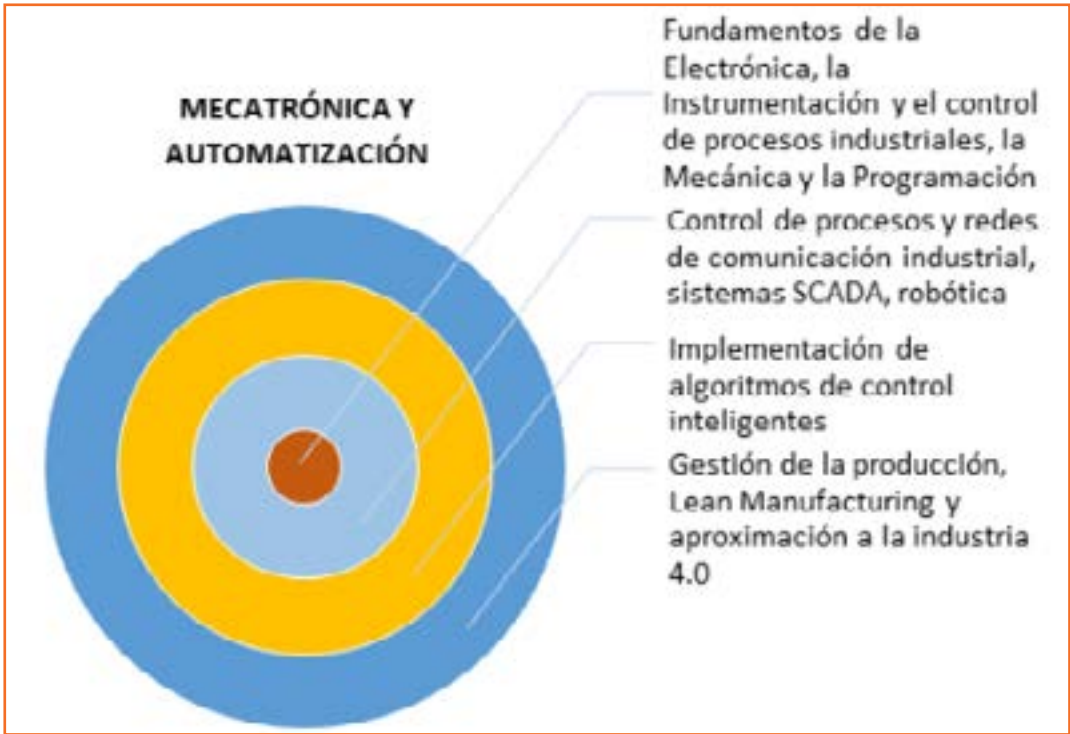 MECATRÓNICA Y
AUTOMATIZACIÓN
Fundamentos de la
Electrónica, la
Instrumentación y el control
de procesos industriales, la
Mecánica y la Programación
Control de procesos y redes
de comunicación industrial,
sistemas SCADA, robótica
Implementación de
algoritmos de control
inteligentes
Gestión de la producción,
Lean Manufacturing y
aproximación a la industria
4.0